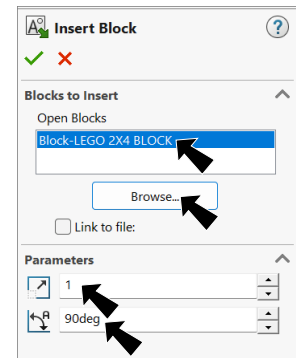 Insert Block
?
Blocks to Insert
Open Blocks
Block-LEGO 2X4 BLOCK
Browse...
Link to file:
Parameters
1
90deg